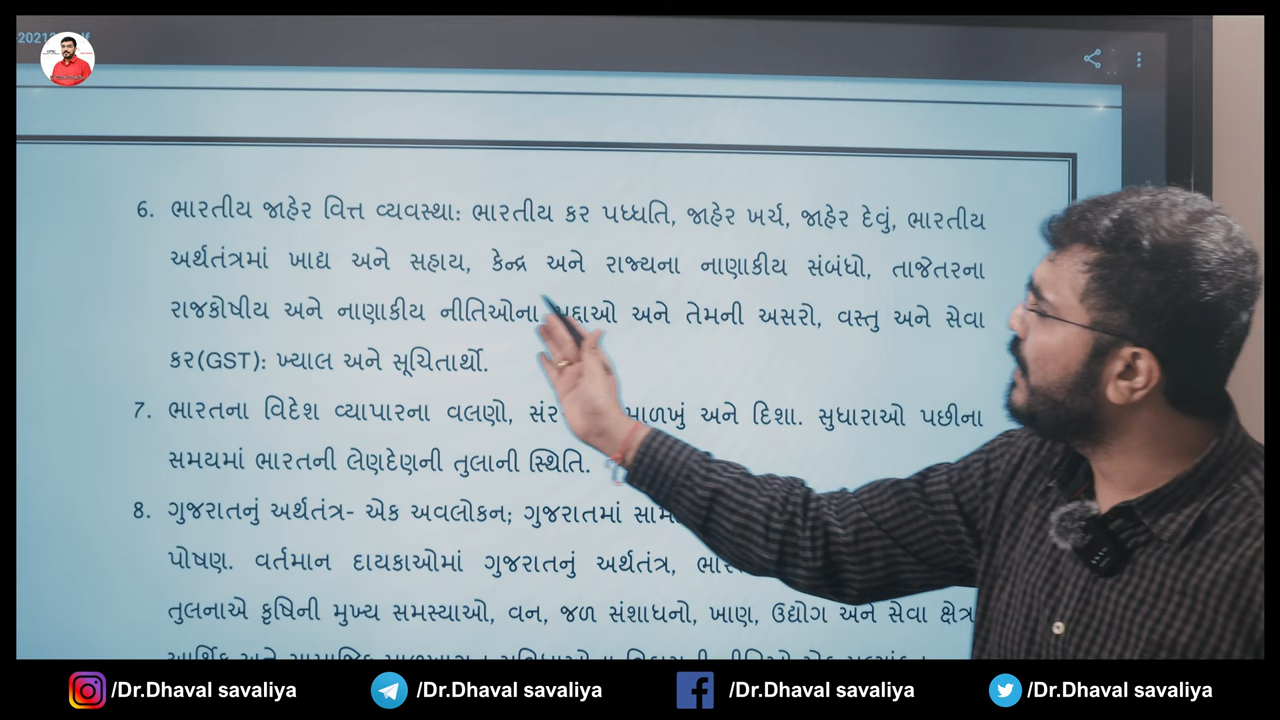 6. ભારતીય જાહેર વિત્ત વ્યવસ્થા: ભારતીય કર પધ્ધતિ, જાહેર ખર્ચ, જાહેર દેવું, ભારતીય
અર્થતંત્રમાં ખાદ્ય અને સહાય, કેન્દ્ર અને રાજ્યના નાણાકીય સંબંધો, તાજેતરના
રાજકોષીય અને નાણાકીય નીતિઓના અને તેમની અસરો, વસ્તુ અને સેવા
કર(GST): ખ્યાલ અને સૂચિતાર્થો.
7. ભારતના વિદેશ વ્યાપારના વલણો, અને દિશા. સુધારાઓ પછીના
સમયમાં ભારતની લેણદેણની તુલાની સ્થિતિ.
8. ગુજરાતનું અર્થતંત્ર- એક અવલોકન; ગુજરાતમાં
પોષણ. વર્તમાન દાયકાઓમાં ગુજરાતનું અર્થતંત્ર,
તુલનાએ કૃષિની મુખ્ય સમસ્યાઓ, વન, જળ સંશાધનો, ખાણ, ઉદ્યોગ અને સેવા ક્ષેત્ર
/Dr.Dhaval savaliya
/Dr.Dhaval savaliya
/Dr.Dhaval savaliya
/Dr.Dhaval savaliya